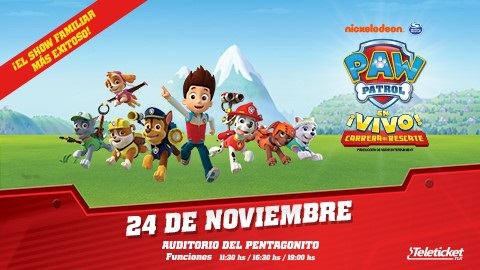 ¡EL SHOW FAMILIAR
MÁS EXITOSO!
nickelodeon
PAW
PATROL
EN
¡VIVO!
CARRERA AL RESCATE
24 DE NOVIEMBRE
AUDITORIO DEL PENTAGONITO
Funciones 11:30 hs / 16:30 hs / 19:00 hs
Teleticket